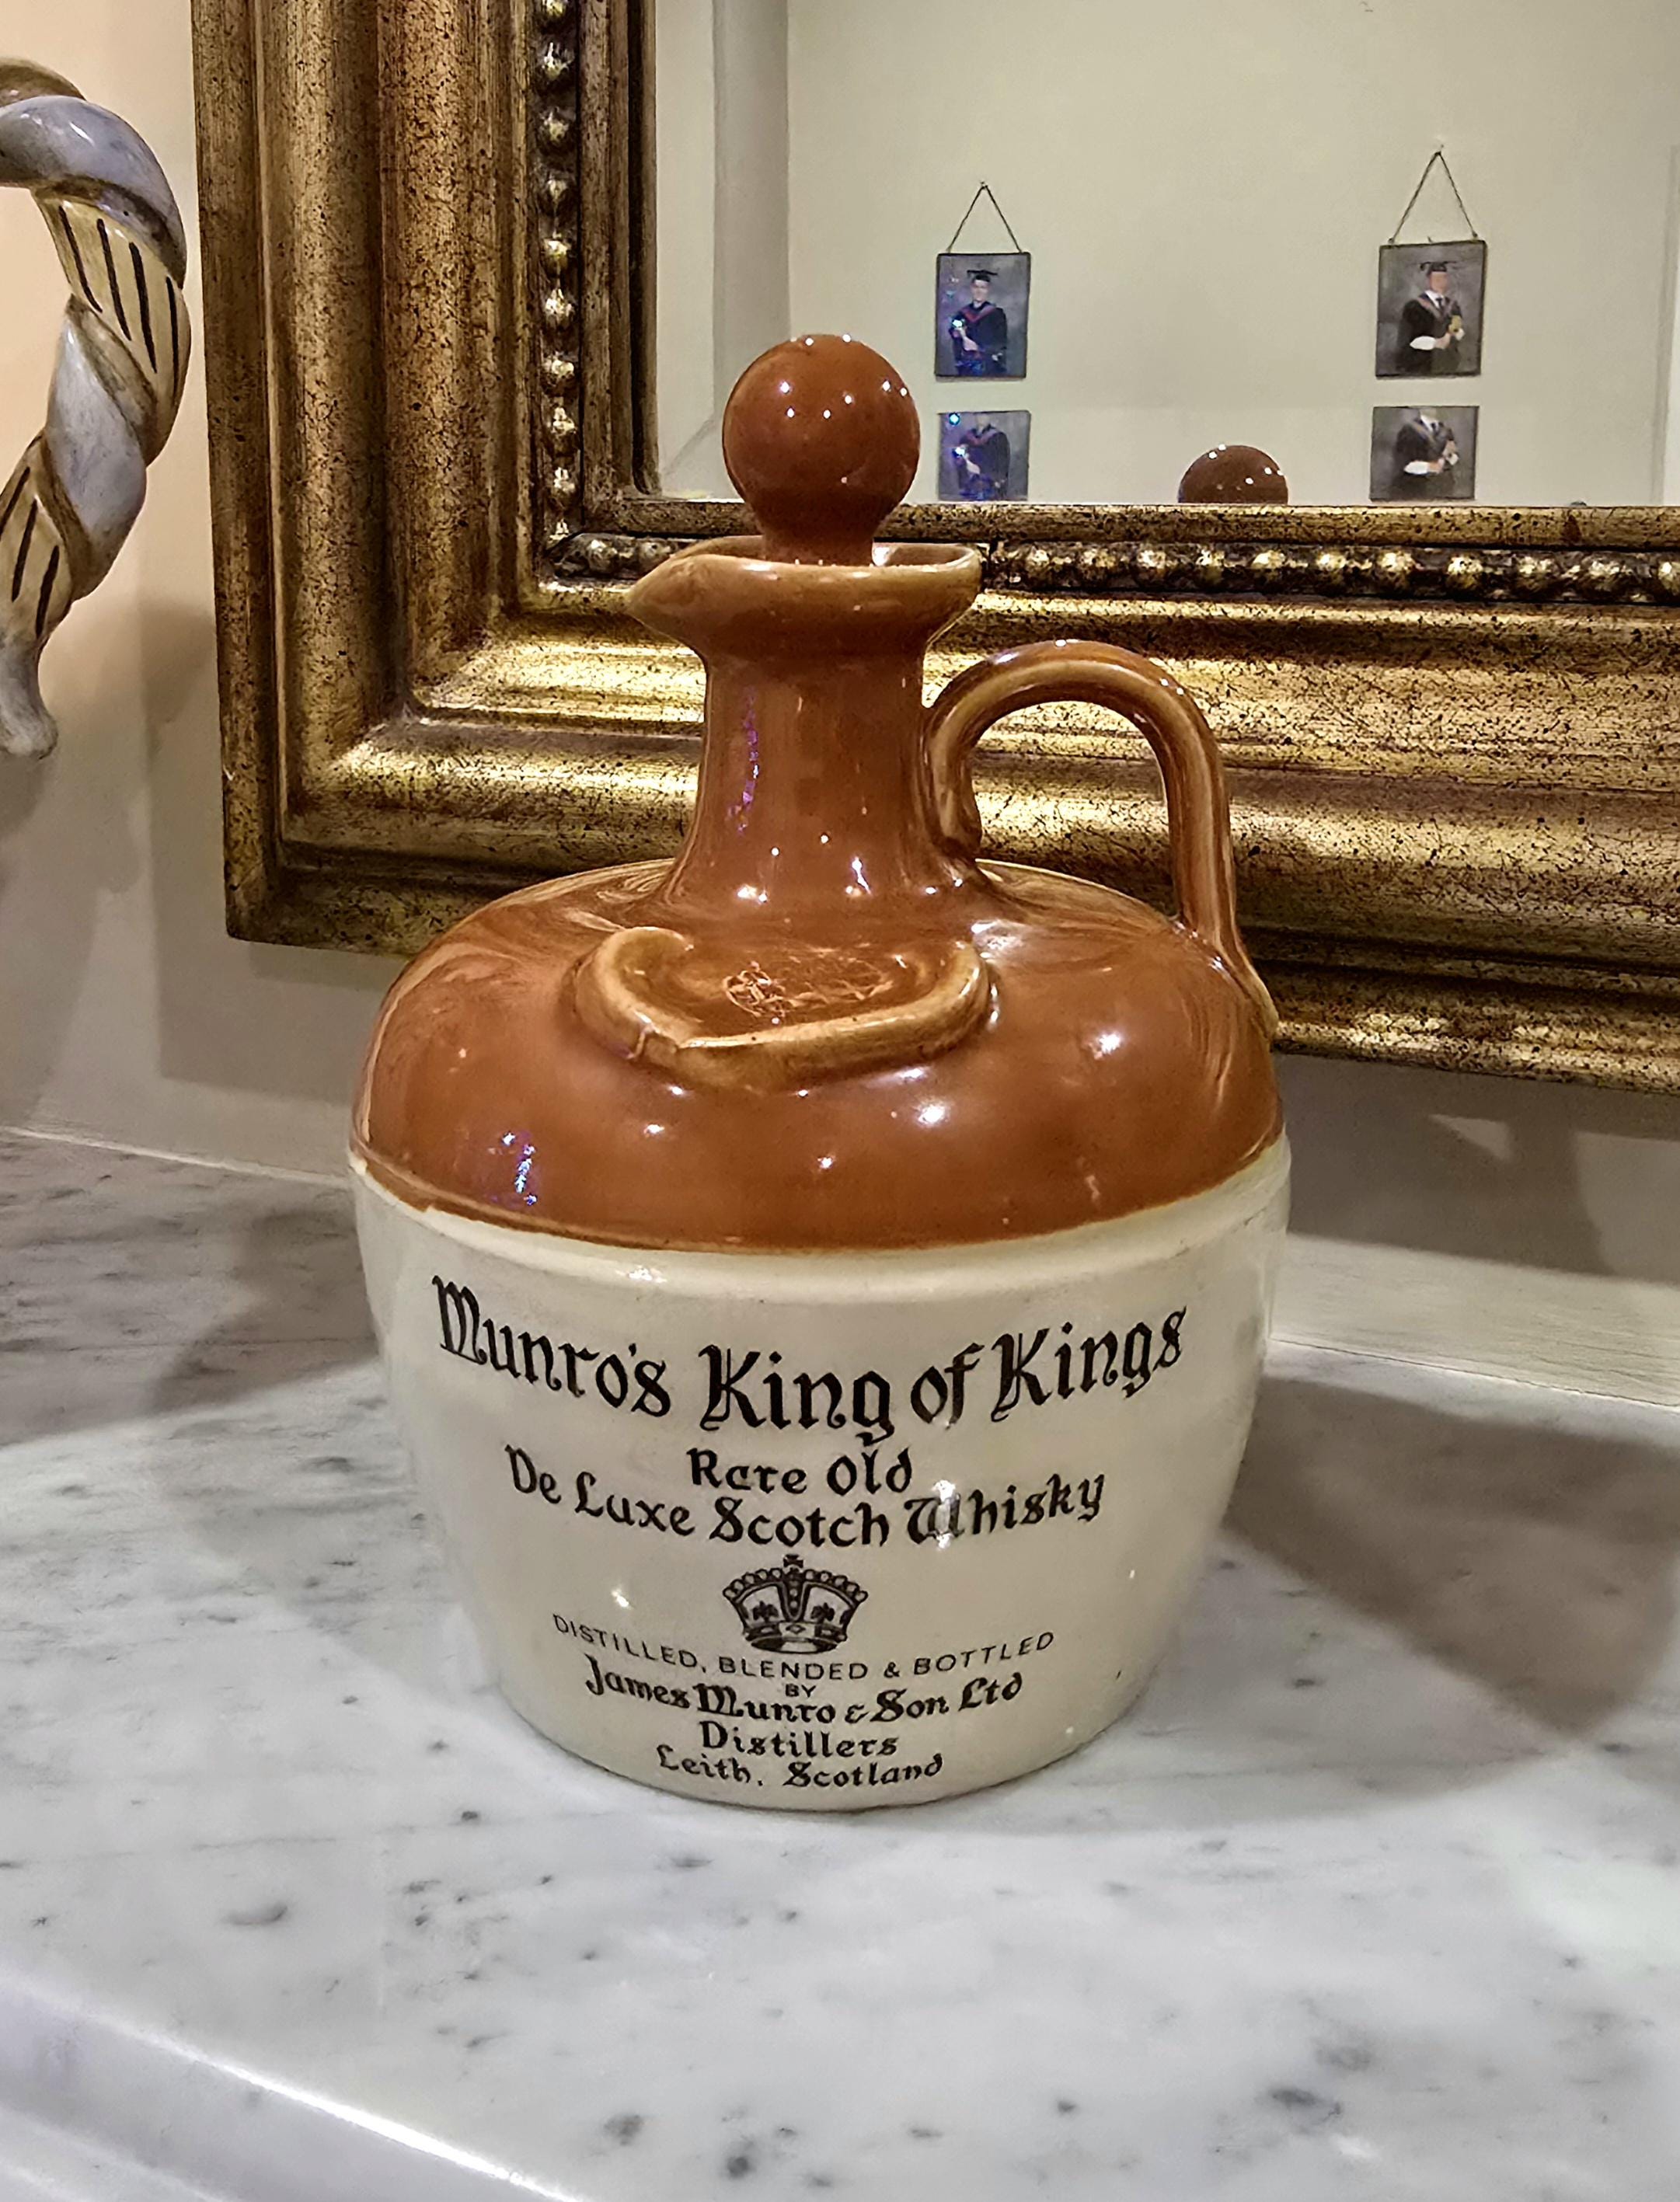 Munro's King of Kings
Rare Old
De Luxe Scotch Whisky
DISTILLED, BLENDED & BOTTLED
BY
James Munro & Son Ltd
Distillers
Leith, Scotland